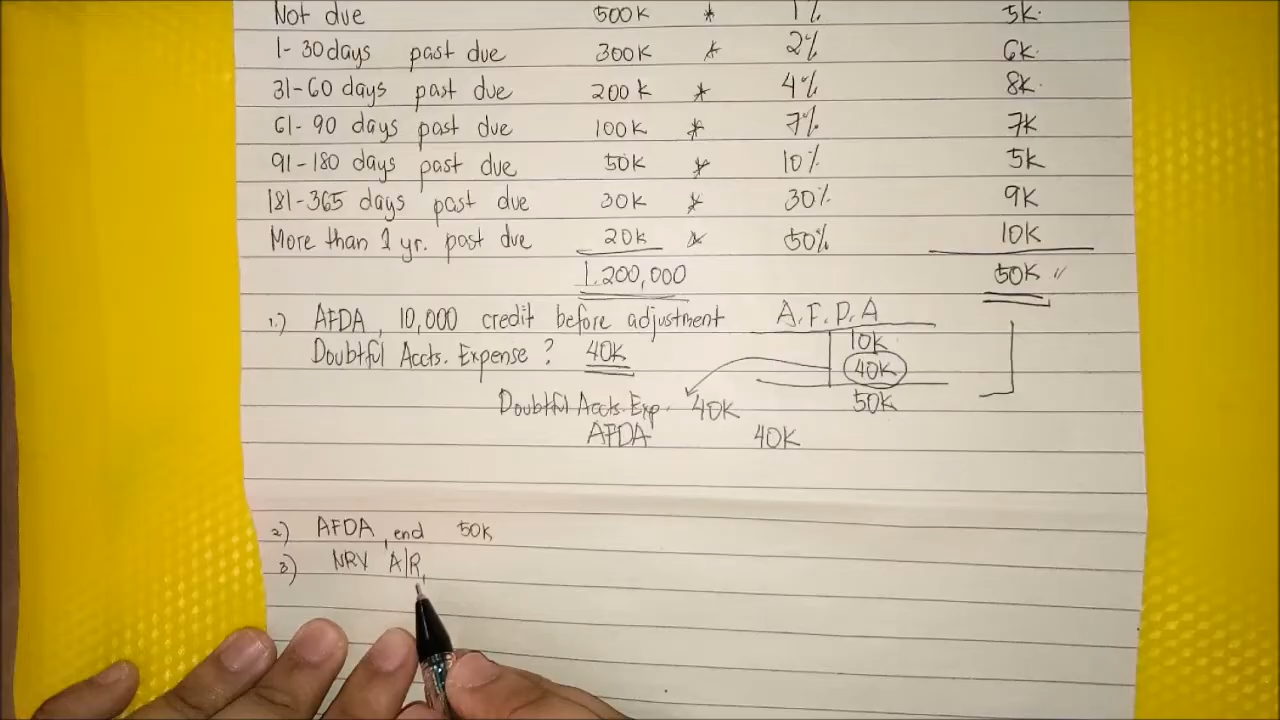 Not due 500K * 1% 5K.
1-30 days past due 300K * 2% 6K.
31-60 days past due 200K * 4% 8K.
61-90 days past due 100K * 7% 7K
91-180 days past due 50K * 10% 5K
181-365 days past due 30K * 30% 9K
More than 1 yr. past due 20K * 50% 10K
1,200,000 50K
1.) AFDA, 10,000 credit before adjustment A.F.D.A
10K
Doubtful Accts. Expense? 40K 40K
Doubtful Accts. Exp. 40K 50K
AFDA 40K
2) AFDA, end 50K
3) NRV A/R,